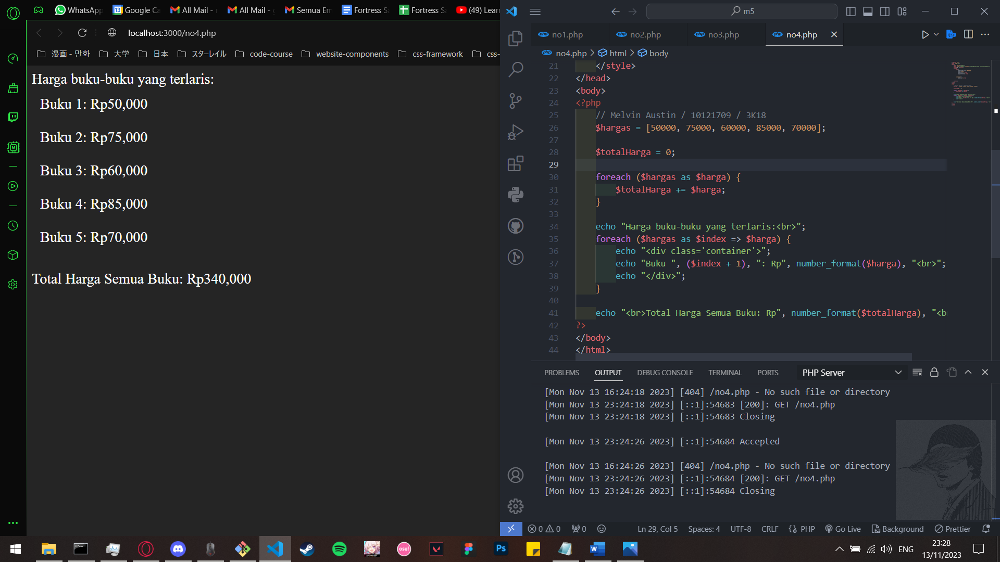 WhatsApp
Google Ca
All Mail -
All Mail -
Semua Em
Fortress S
Fortress Sa
(49) Lear
localhost:3000/no4.php
漫画 - 만화
大学
日本
スターレイル
code-course
website-components
css-framework
css-
Harga buku-buku yang terlaris:
Buku 1: Rp50,000
Buku 2: Rp75,000
Buku 3: Rp60,000
Buku 4: Rp85,000
Buku 5: Rp70,000
Total Harga Semua Buku: Rp340,000
m5
no1.php
no2.php
no3.php
no4.php
no4.php > html > body
21 </style>
22 </head>
23 <body>
24 <?php
25 // Melvin Austin / 10121709 / 3K18
26 $hargas = [50000, 75000, 60000, 85000, 70000];
27
28 $totalHarga = 0;
29
30 foreach ($hargas as $harga) {
31 $totalHarga += $harga;
32 }
33
34 echo "Harga buku-buku yang terlaris:<br>";
35 foreach ($hargas as $index => $harga) {
36 echo "<div class='container'>";
37 echo "Buku ", ($index + 1), ": Rp", number_format($harga), "<br>";
38 echo "</div>";
39 }
40
41 echo "<br>Total Harga Semua Buku: Rp", number_format($totalHarga), "<b
42 ?>
43 </body>
44 </html>
PROBLEMS OUTPUT DEBUG CONSOLE TERMINAL PORTS PHP Server
[Mon Nov 13 16:24:18 2023] [404] /no4.php - No such file or directory
[Mon Nov 13 23:24:18 2023] [::1]:54683 [200]: GET /no4.php
[Mon Nov 13 23:24:18 2023] [::1]:54683 Closing
[Mon Nov 13 23:24:26 2023] [::1]:54684 Accepted
[Mon Nov 13 16:24:26 2023] [404] /no4.php - No such file or directory
[Mon Nov 13 23:24:26 2023] [::1]:54684 [200]: GET /no4.php
[Mon Nov 13 23:24:26 2023] [::1]:54684 Closing
0 0 0 Ln 29, Col 5 Spaces: 4 UTF-8 CRLF PHP Go Live Background Prettier
osu!
Ps
ENG
23:28
13/11/2023